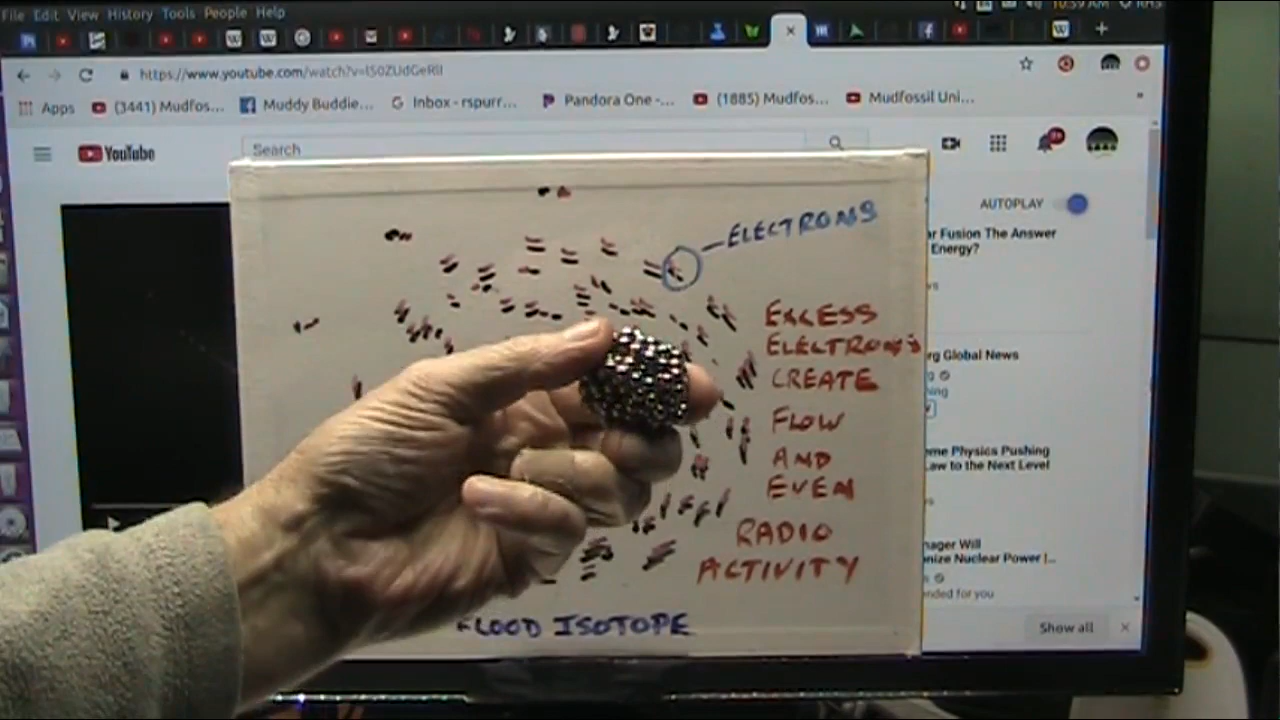 File Edit View History Tools People Help
10:39 AM
https://www.youtube.com/watch?v=
Apps (3441) Mudfos... Muddy Buddie... Inbox - rspurr... Pandora One -... (1885) Mudfos... Mudfossil Uni...
YouTube
Search
AUTOPLAY
ar Fusion The Answer
Energy?
rg Global News
eme Physics Pushing
Law to the Next Level
nager Will
onize Nuclear Power |...
nded for you
Show all
ELECTRONS
EXCESS
ELECTRONS
CREATE
FLOW
AND
EVEN
RADIO
ACTIVITY
FLOOD ISOTOPE